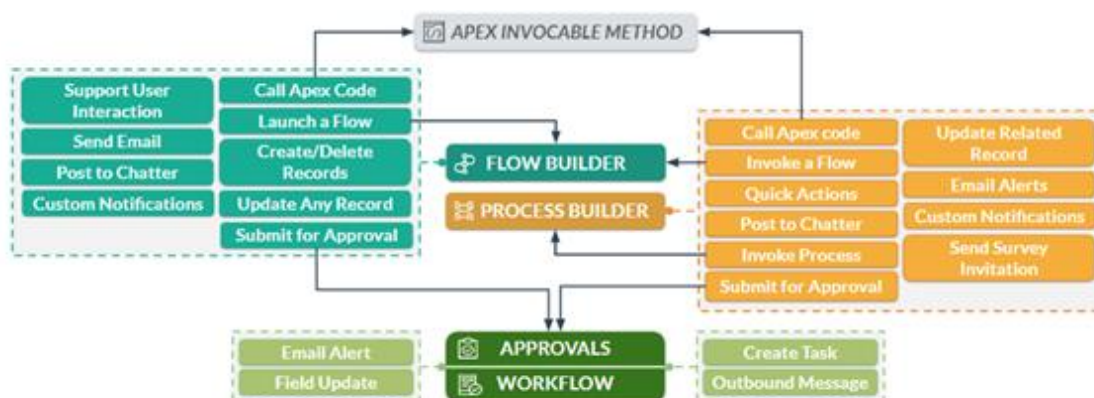 APEX INVOCABLE METHOD
Support User
Interaction
Send Email
Post to Chatter
Custom Notifications
Call Apex Code
Launch a Flow
Create/Delete
Records
Update Any Record
Submit for Approval
FLOW BUILDER
PROCESS BUILDER
Call Apex code
Invoke a Flow
Quick Actions
Post to Chatter
Invoke Process
Submit for Approval
Update Related
Record
Email Alerts
Custom Notifications
Send Survey
Invitation
Email Alert
Field Update
APPROVALS
WORKFLOW
Create Task
Outbound Message